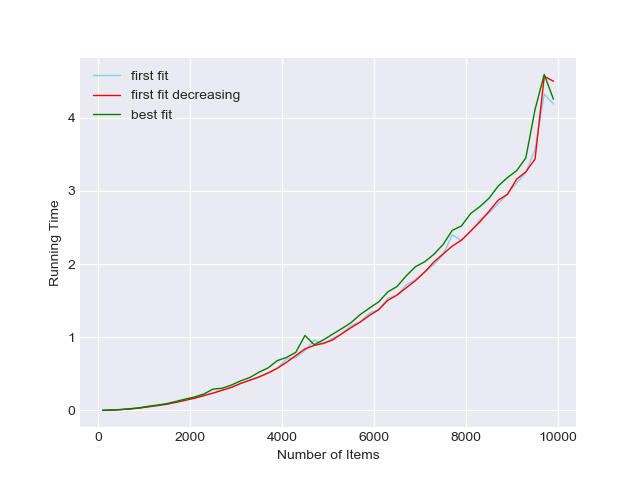 first fit
first fit decreasing
best fit
4
3
2
1
0
Running Time
0 2000 4000 6000 8000 10000
Number of Items